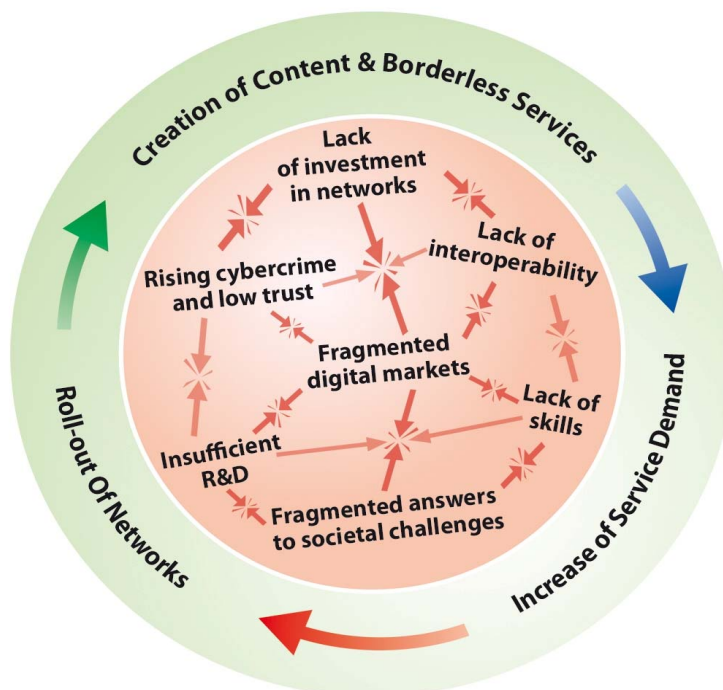 Creation of Content & Borderless Services
Lack
of investment
in networks
Lack of
interoperability
Rising cybercrime
and low trust
Fragmented
digital markets
Lack of
skills
Insufficient
R&D
Fragmented answers
to societal challenges
Increase of Service Demand
Roll-out Of Networks